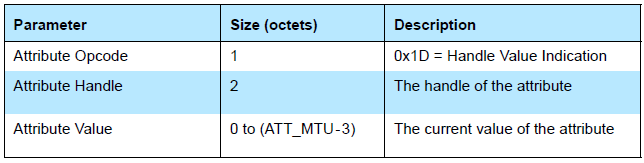 Parameter Size (octets) Description
Attribute Opcode 1 0x1D = Handle Value Indication
Attribute Handle 2 The handle of the attribute
Attribute Value 0 to (ATT_MTU-3) The current value of the attribute